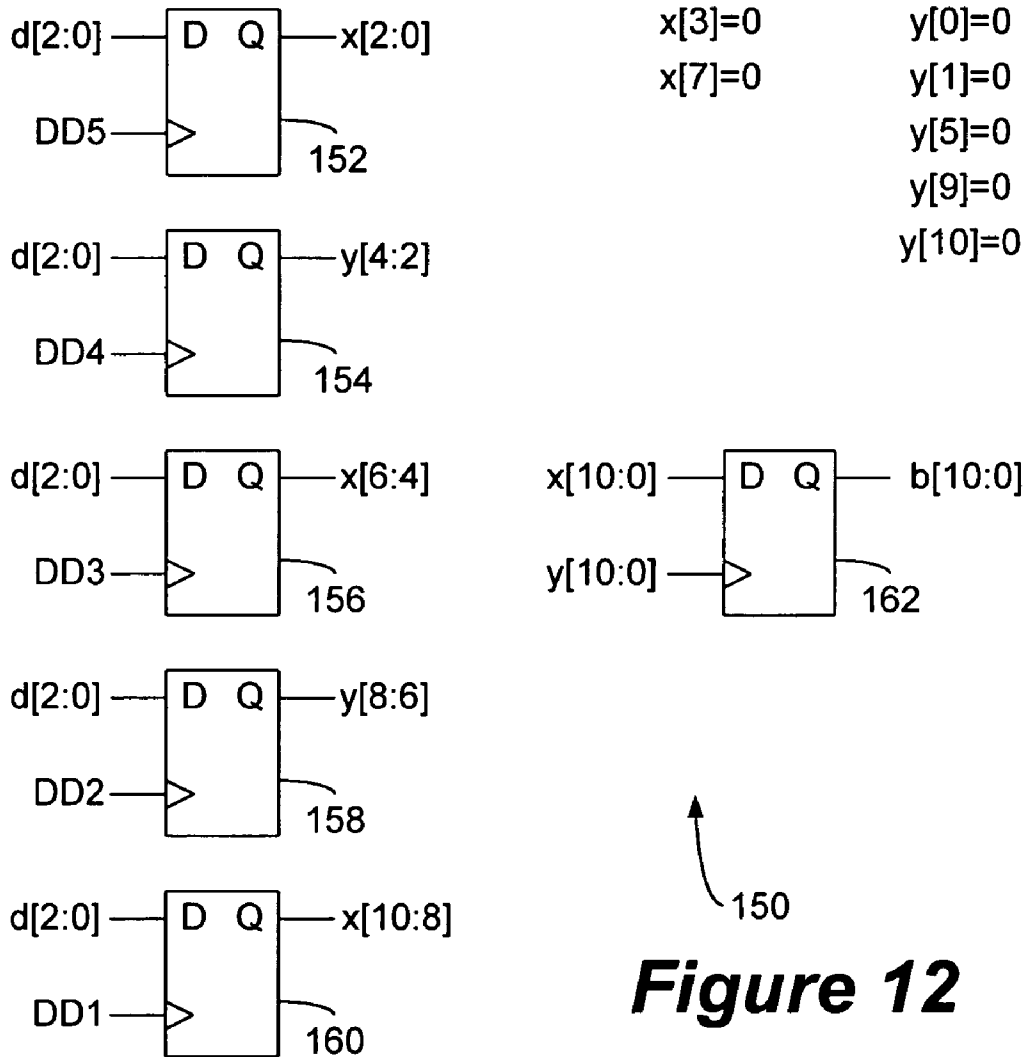 d[2:0] D Q x[2:0]
DD5
152
d[2:0] D Q y[4:2]
DD4
154
d[2:0] D Q x[6:4]
DD3
156
d[2:0] D Q y[8:6]
DD2
158
d[2:0] D Q x[10:8]
DD1
160
x[3]=0 y[0]=0
x[7]=0 y[1]=0
y[5]=0
y[9]=0
y[10]=0
x[10:0] D Q b[10:0]
y[10:0]
162
150
Figure 12